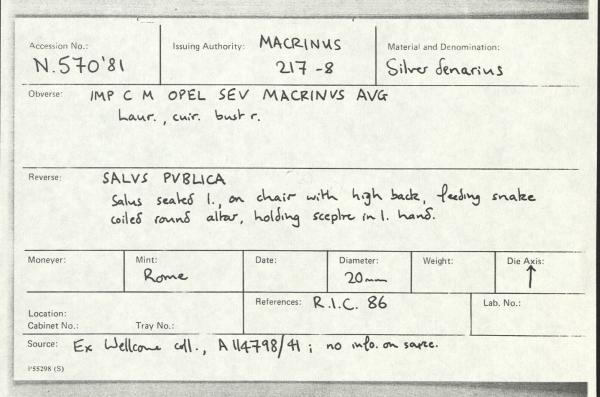 Accession No.: N.570'81
Issuing Authority: MACRINUS 217-8
Material and Denomination: Silver denarius
Obverse: IMP C M OPEL SEV MACRINVS AVG
Laur., cuir. bust r.
Reverse: SALVS PVBLICA
Salus seated l., on chair with high back, feeding snake
coiled round altar, holding sceptre in l. hand.
Moneyer:
Mint: Rome
Date:
Diameter: 20mm
Weight:
Die Axis: ↑
Location:
Cabinet No.: Tray No.:
References: R.I.C. 86
Lab. No.:
Source: Ex Wellcome coll., A114798/41; no info. on same.
P55298 (S)